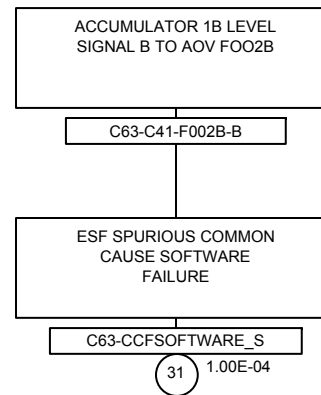 ACCUMULATOR 1B LEVEL
SIGNAL B TO AOV FOO2B
C63-C41-F002B-B
ESF SPURIOUS COMMON
CAUSE SOFTWARE
FAILURE
C63-CCFSOFTWARE_S
31 1.00E-04